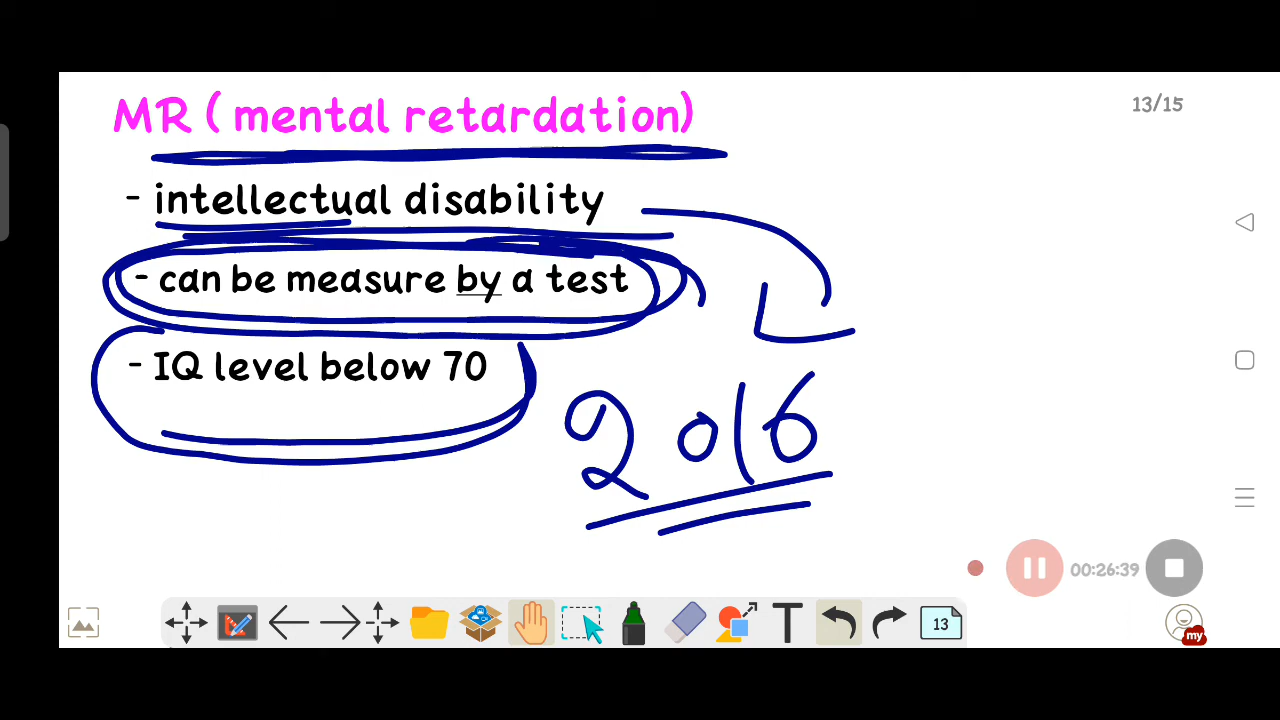 MR ( mental retardation)
13/15
- intellectual disability
- can be measure by a test
- IQ level below 70
2016
00:26:39
T
13
my